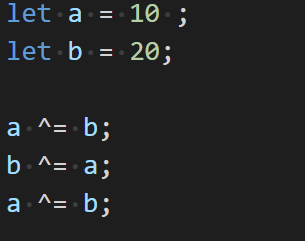 let a = 10 ;
let b = 20;

a ^= b;
b ^= a;
a ^= b;